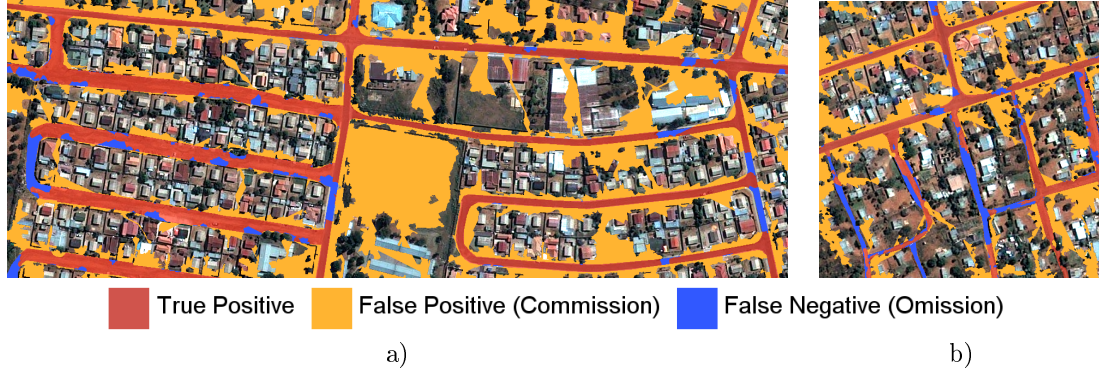 True Positive False Positive (Commission) False Negative (Omission)
a) b)